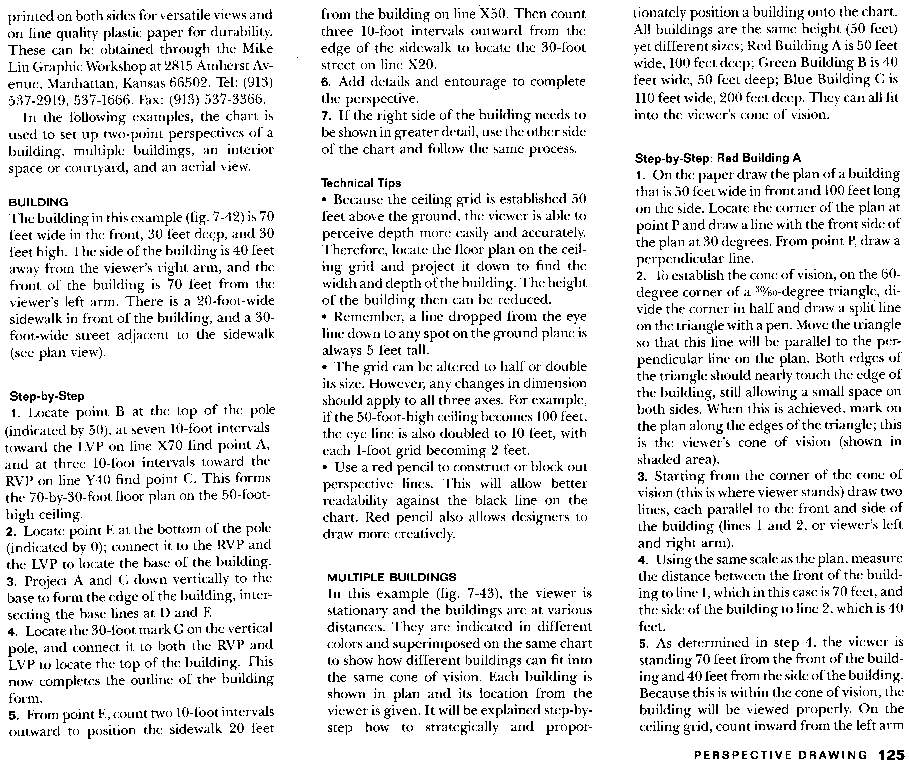 printed on both sides for versatile views and
on fine quality plastic paper for durability.
These can be obtained through the Mike
Lin Graphic Workshop at 2815 Amherst Av-
enue, Manhattan, Kansas 66502. Tel: (913)
537-2919, 537-1666. Fax: (913) 537-3366.
In the following examples, the chart is
used to set up two-point perspectives of a
building, multiple buildings, an interior
space or courtyard, and an aerial view.
BUILDING
The building in this example (fig. 7-42) is 70
feet wide in the front, 30 feet deep, and 30
feet high. The side of the building is 40 feet
away from the viewer's right arm, and the
front of the building is 70 feet from the
viewer's left arm. There is a 20-foot-wide
sidewalk in front of the building, and a 30-
foot-wide street adjacent to the sidewalk
(see plan view).
Step-by-Step
1. Locate point B at the top of the pole
(indicated by 50), at seven 10-foot intervals
toward the LVP on line X70 find point A,
and at three 10-foot intervals toward the
RVP on line Y40 find point C. This forms
the 70-by-30-foot floor plan on the 50-foot-
high ceiling.
2. Locate point E at the bottom of the pole
(indicated by 0); connect it to the RVP and
the LVP to locate the base of the building.
3. Project A and C down vertically to the
base to form the edge of the building, inter-
secting the base lines at D and F.
4. Locate the 30-foot mark G on the vertical
pole, and connect it to both the RVP and
LVP to locate the top of the building. This
now completes the outline of the building
form.
5. From point E, count two 10-foot intervals
outward to position the sidewalk 20 feet
from the building on line X50. Then count
three 10-foot intervals outward from the
edge of the sidewalk to locate the 30-foot
street on line X20.
6. Add details and entourage to complete
the perspective.
7. If the right side of the building needs to
be shown in greater detail, use the other side
of the chart and follow the same process.
Technical Tips
• Because the ceiling grid is established 50
feet above the ground, the viewer is able to
perceive depth more easily and accurately.
Therefore, locate the floor plan on the ceil-
ing grid and project it down to find the
width and depth of the building. The height
of the building then can be reduced.
• Remember, a line dropped from the eye
line down to any spot on the ground plane is
always 5 feet tall.
• The grid can be altered to half or double
its size. However, any changes in dimension
should apply to all three axes. For example,
if the 50-foot-high ceiling becomes 100 feet,
the eye line is also doubled to 10 feet, with
each 1-foot grid becoming 2 feet.
• Use a red pencil to construct or block out
perspective lines. This will allow better
readability against the black line on the
chart. Red pencil also allows designers to
draw more creatively.
MULTIPLE BUILDINGS
In this example (fig. 7-43), the viewer is
stationary and the buildings are at various
distances. They are indicated in different
colors and superimposed on the same chart
to show how different buildings can fit into
the same cone of vision. Each building is
shown in plan and its location from the
viewer is given. It will be explained step-by-
step how to strategically and propor-
tionately position a building onto the chart.
All buildings are the same height (50 feet)
yet different sizes; Red Building A is 50 feet
wide, 100 feet deep; Green Building B is 40
feet wide, 50 feet deep; Blue Building C is
110 feet wide, 200 feet deep. They can all fit
into the viewer's cone of vision.
Step-by-Step: Red Building A
1. On the paper draw the plan of a building
that is 50 feet wide in front and 100 feet long
on the side. Locate the corner of the plan at
point P and draw a line with the front side of
the plan at 30 degrees. From point P, draw a
perpendicular line.
2. To establish the cone of vision, on the 60-
degree corner of a 30/60-degree triangle, di-
vide the corner in half and draw a split line
on the triangle with a pen. Move the triangle
so that this line will be parallel to the per-
pendicular line on the plan. Both edges of
the triangle should nearly touch the edge of
the building, still allowing a small space on
both sides. When this is achieved, mark on
the plan along the edges of the triangle; this
is the viewer's cone of vision (shown in
shaded area).
3. Starting from the corner of the cone of
vision (this is where viewer stands) draw two
lines, each parallel to the front and side of
the building (lines 1 and 2, or viewer's left
and right arm).
4. Using the same scale as the plan, measure
the distance between the front of the build-
ing to line 1, which in this case is 70 feet, and
the side of the building to line 2, which is 40
feet.
5. As determined in step 4, the viewer is
standing 70 feet from the front of the build-
ing and 40 feet from the side of the building.
Because this is within the cone of vision, the
building will be viewed properly. On the
ceiling grid, count inward from the left arm
PERSPECTIVE DRAWING 125